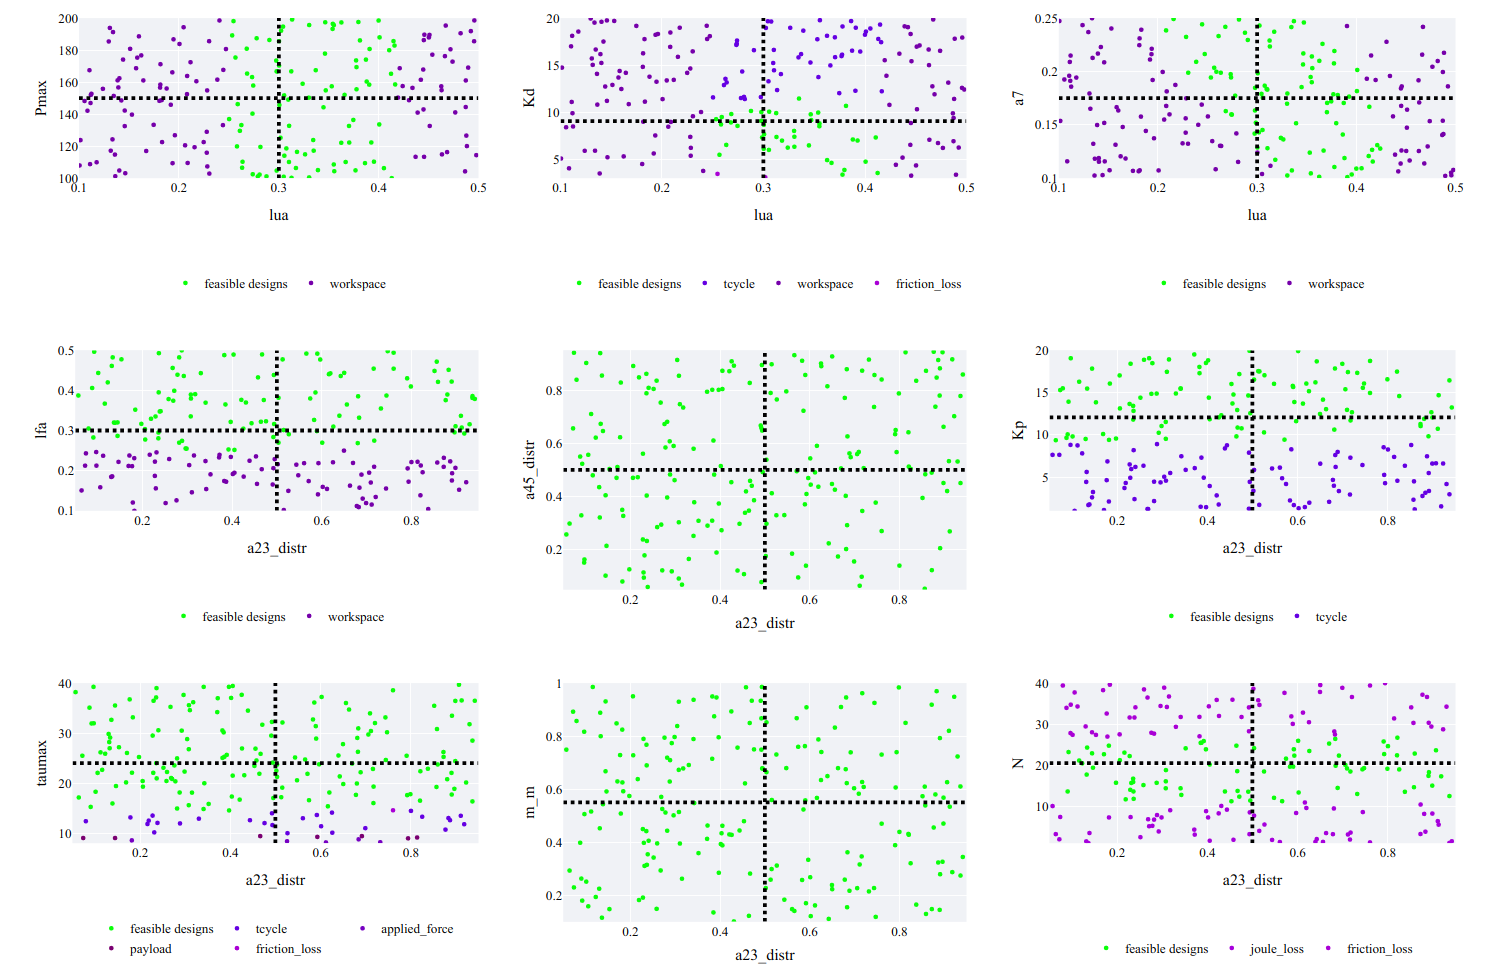 200
180
160
140
120
100
Pmax
0.1 0.2 0.3 0.4 0.5
lua
feasible designs workspace
20
15
10
5
Kd
0.1 0.2 0.3 0.4 0.5
lua
feasible designs tcycle workspace friction_loss
0.25
0.2
0.15
0.1
a7
0.1 0.2 0.3 0.4 0.5
lua
feasible designs workspace
0.5
0.4
0.3
0.2
0.1
lfa
0.2 0.4 0.6 0.8
a23_distr
feasible designs workspace
0.8
0.6
0.4
0.2
a45_distr
0.2 0.4 0.6 0.8
a23_distr
20
15
10
5
Kp
0.2 0.4 0.6 0.8
a23_distr
feasible designs tcycle
40
30
20
10
taumax
0.2 0.4 0.6 0.8
a23_distr
feasible designs tcycle applied_force
payload friction_loss
1
0.8
0.6
0.4
0.2
m_m
0.2 0.4 0.6 0.8
a23_distr
40
30
20
10
N
0.2 0.4 0.6 0.8
a23_distr
feasible designs joule_loss friction_loss